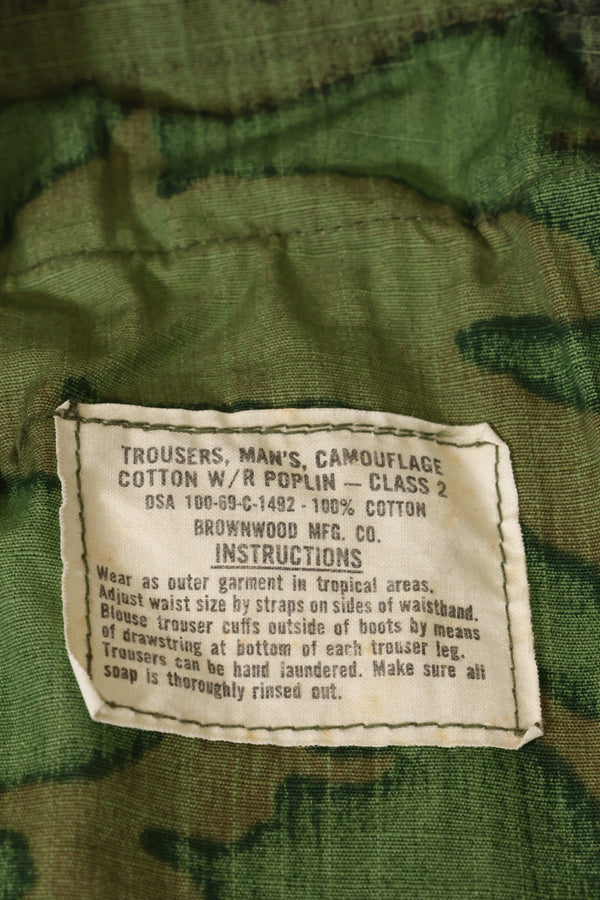 TROUSERS, MAN'S, CAMOUFLAGE
COTTON W/R POPLIN — CLASS 2
DSA 100-69-C-1492 - 100% COTTON
BROWNWOOD MFG. CO.
INSTRUCTIONS
Wear as outer garment in tropical areas.
Adjust waist size by straps on sides of waistband.
Blouse trouser cuffs outside of boots by means
of drawstring at bottom of each trouser leg.
Trousers can be hand laundered. Make sure all
soap is thoroughly rinsed out.